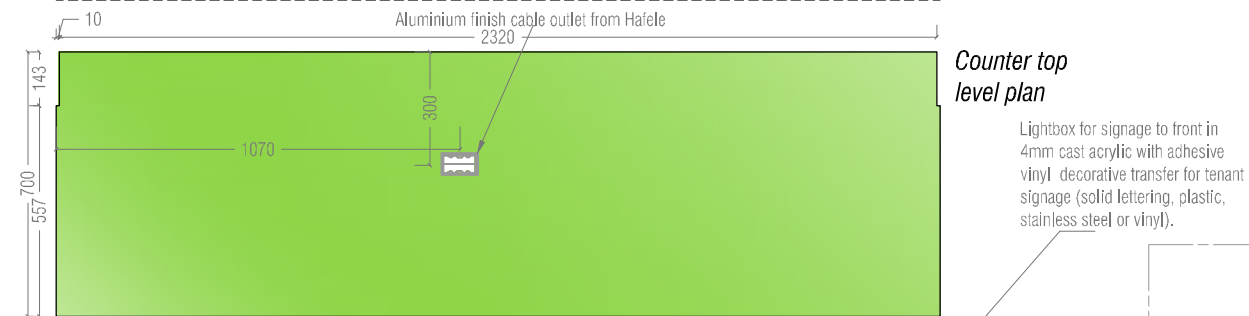 10
Aluminium finish cable outlet from Hafele
2320
Counter top
level plan
143
300
1070
700
557
Lightbox for signage to front in
4mm cast acrylic with adhesive
vinyl decorative transfer for tenant
signage (solid lettering, plastic,
stainless steel or vinyl).